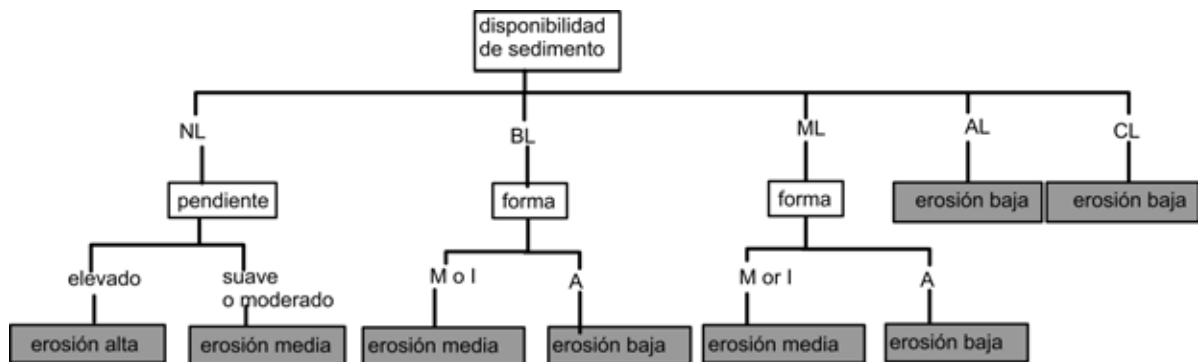 disponibilidad
de sedimento
NL
BL
ML
AL
CL
pendiente
forma
forma
erosión baja
erosión baja
elevado
suave
o moderado
M o I
A
M or I
A
erosión alta
erosión media
erosión media
erosión baja
erosión media
erosión baja